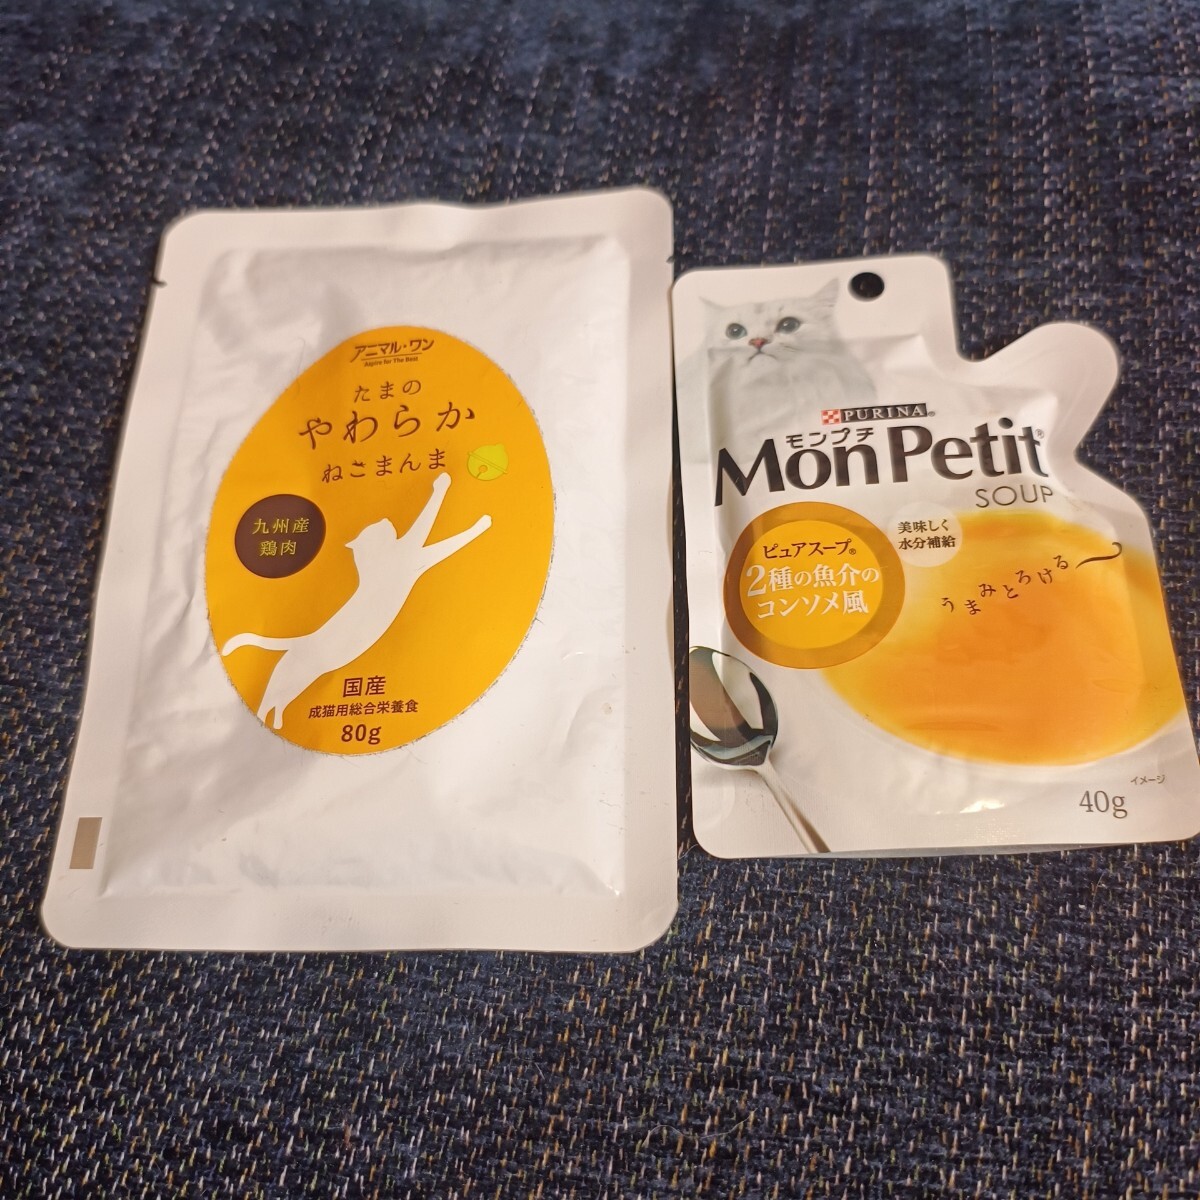 アニマル・ワン
Aspire for The Best
たまの
やわらか
ねこまんま
九州産
鶏肉
国産
成猫用総合栄養食
80g
PURINA®
モンプチ
Mon Petit®
SOUP
ピュアスープ®
2種の魚介の
コンソメ風
美味しく
水分補給
うまみとろける
イメージ
40g